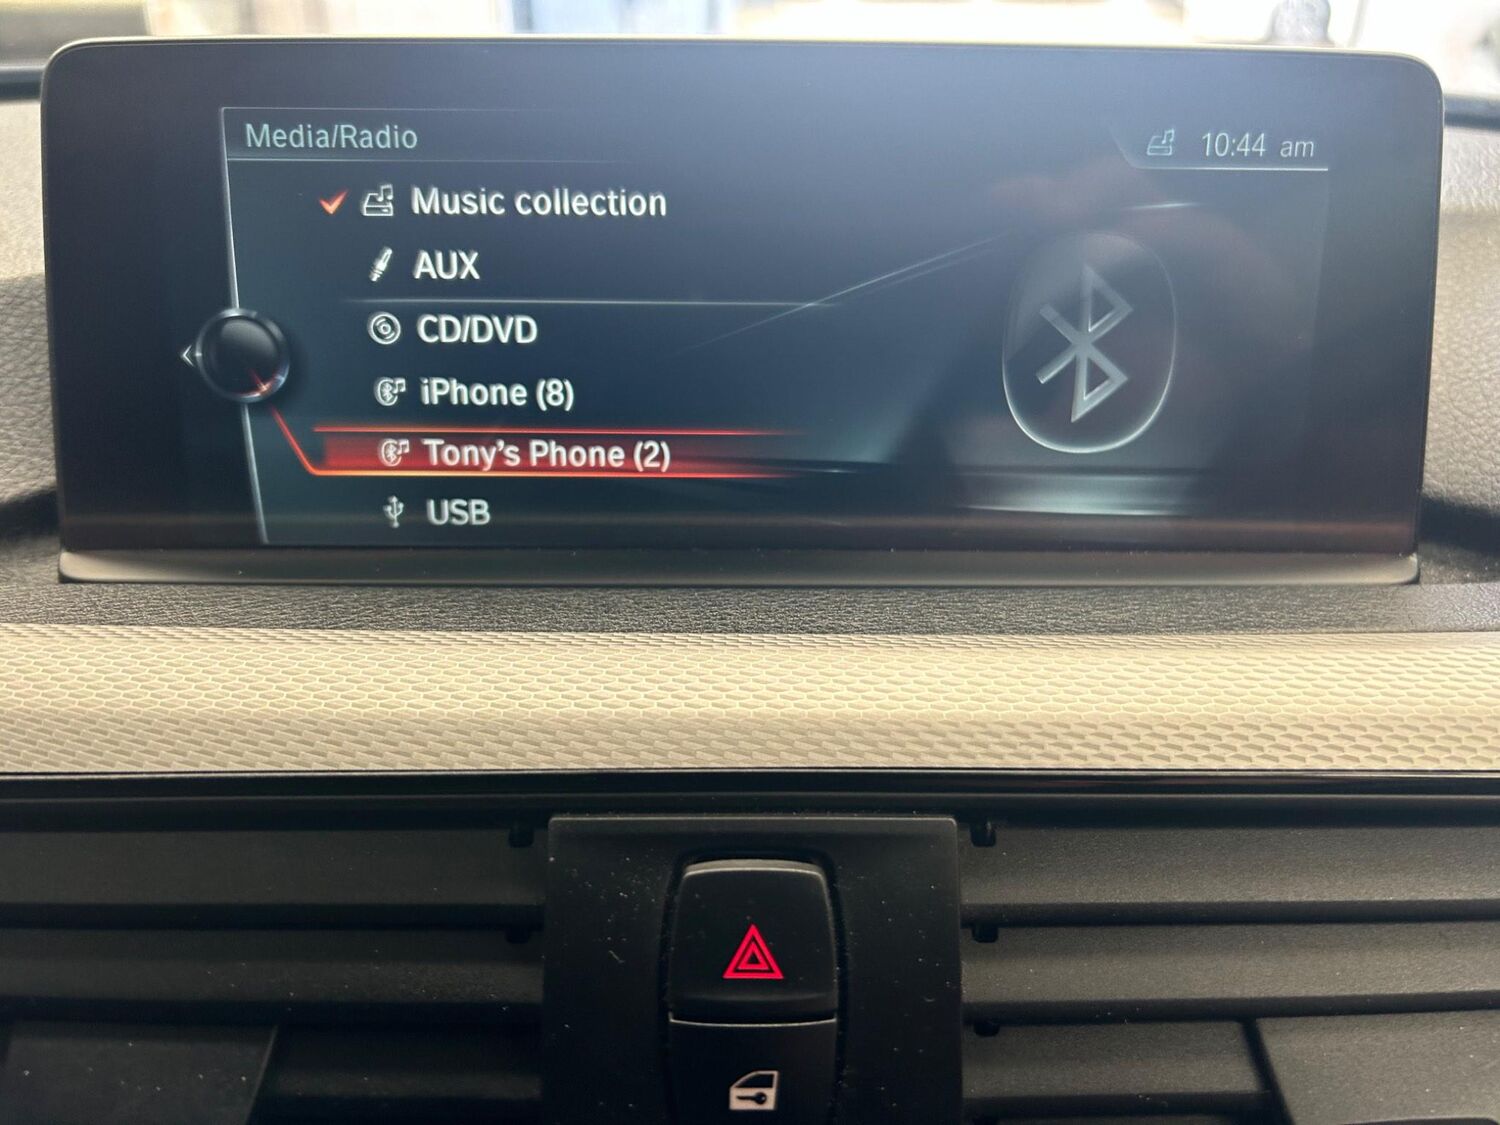 Media/Radio
10:44 am
Music collection
AUX
CD/DVD
iPhone (8)
Tony's Phone (2)
USB